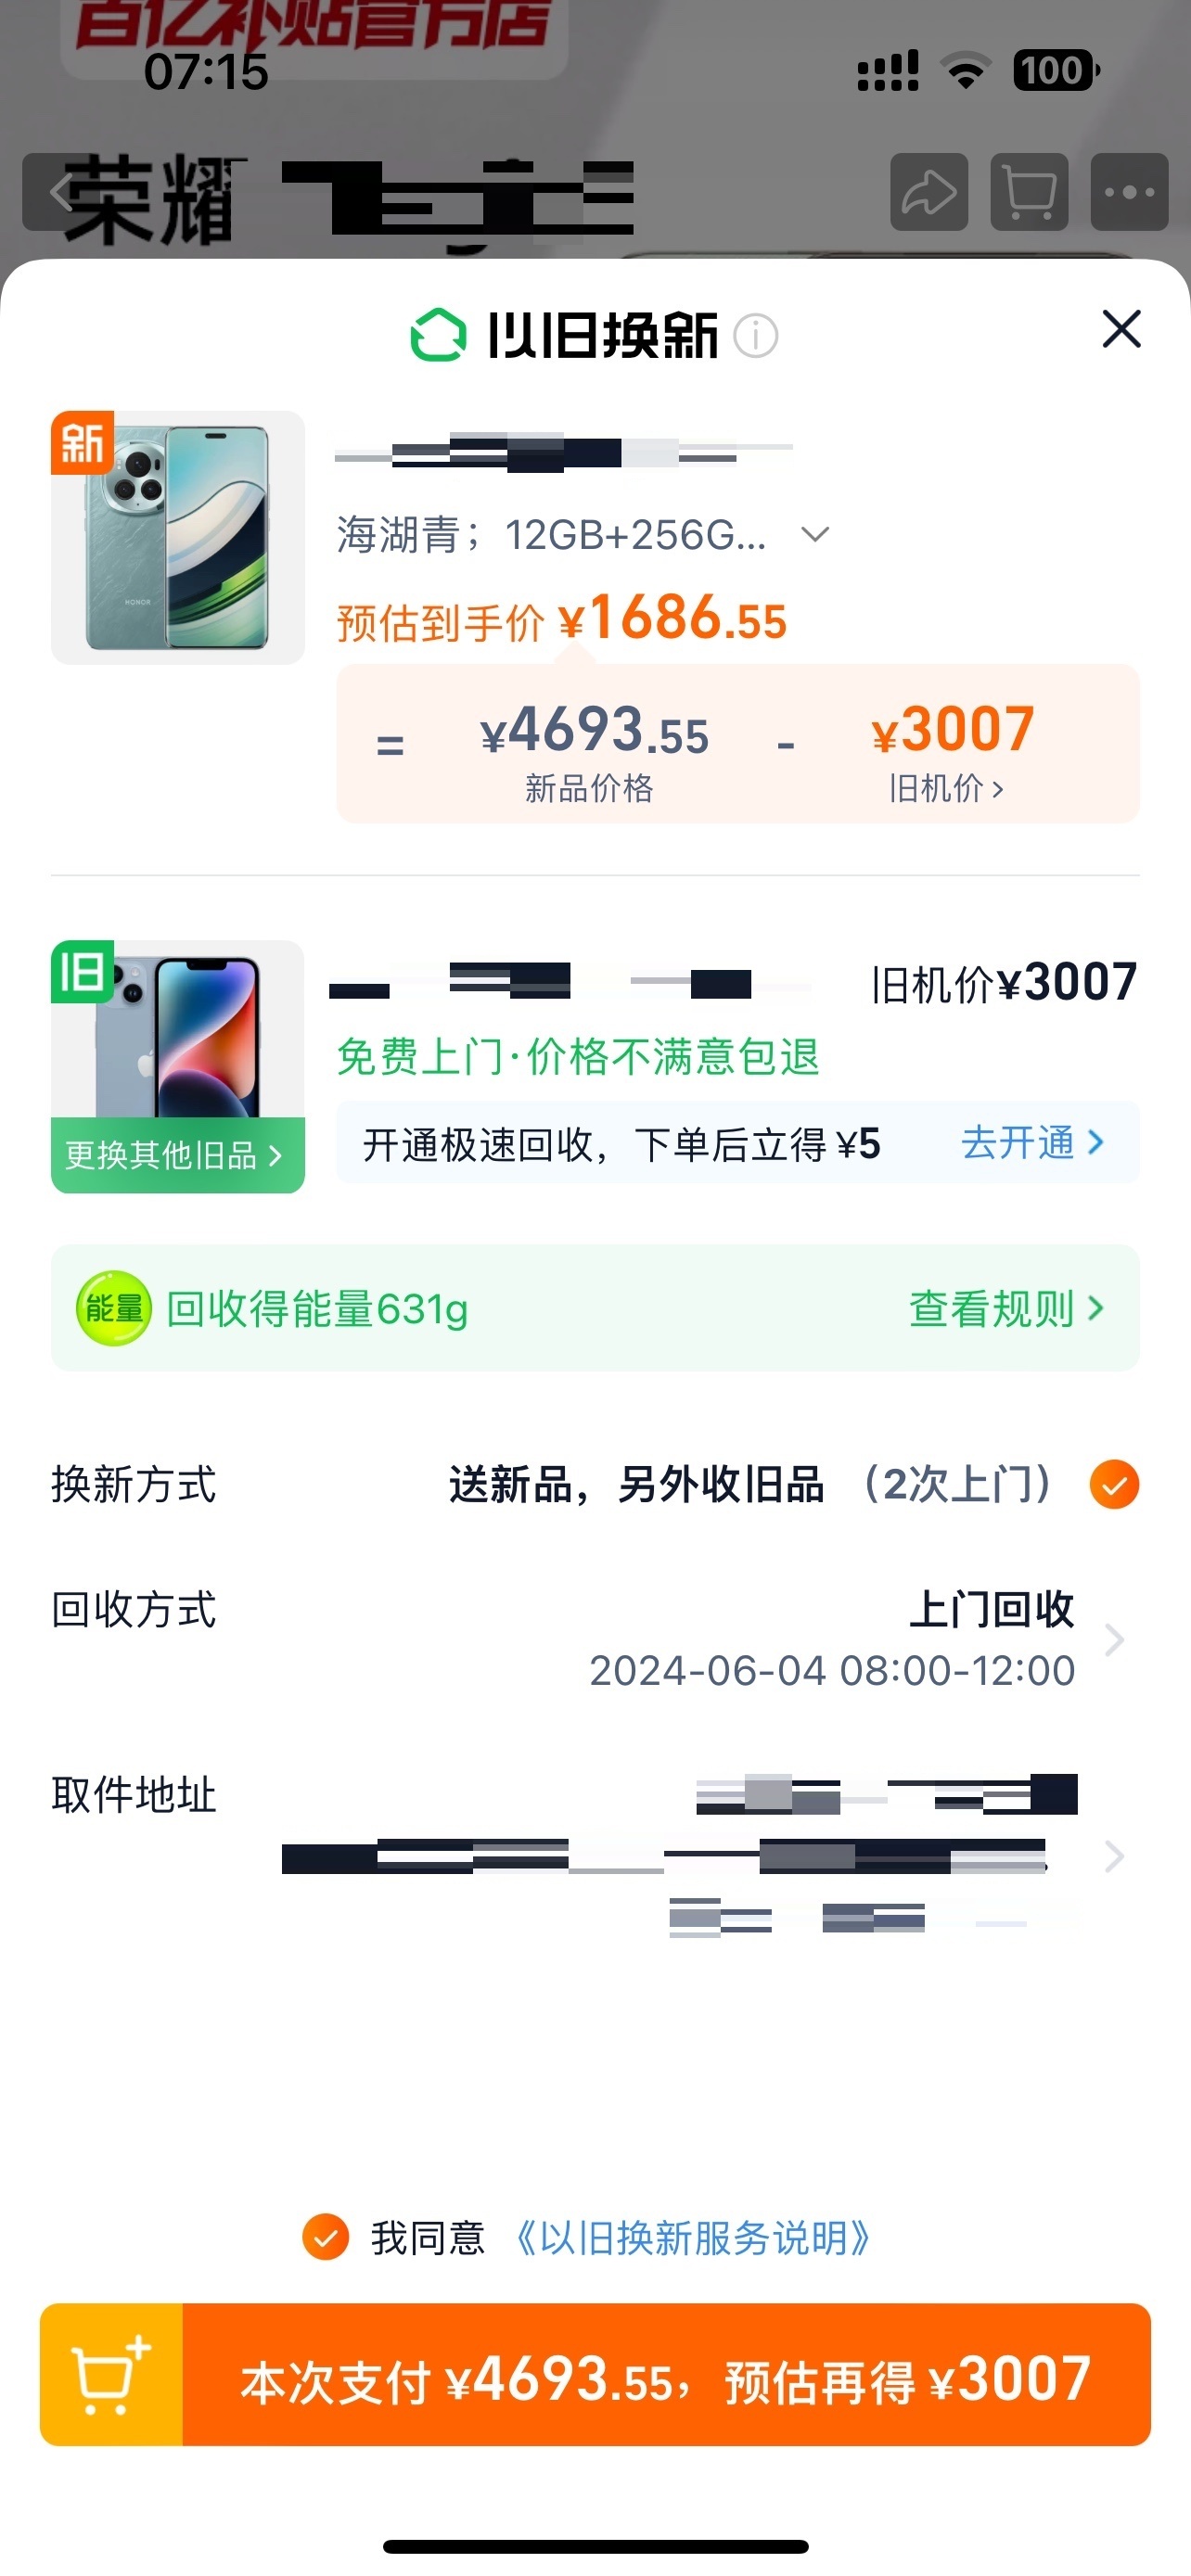 百亿补贴官方店
07:15
100
荣耀
以旧换新
新
HONOR
海湖青；12GB+256G...
预估到手价 ¥1686.55
= ¥4693.55 - ¥3007
新品价格 旧机价 >
旧
旧机价¥3007
免费上门·价格不满意包退
更换其他旧品 >
开通极速回收，下单后立得 ¥5 去开通 >
能量 回收得能量631g 查看规则 >
换新方式 送新品，另外收旧品 （2次上门）
回收方式 上门回收
2024-06-04 08:00-12:00
取件地址
我同意 《以旧换新服务说明》
本次支付 ¥4693.55，预估再得 ¥3007